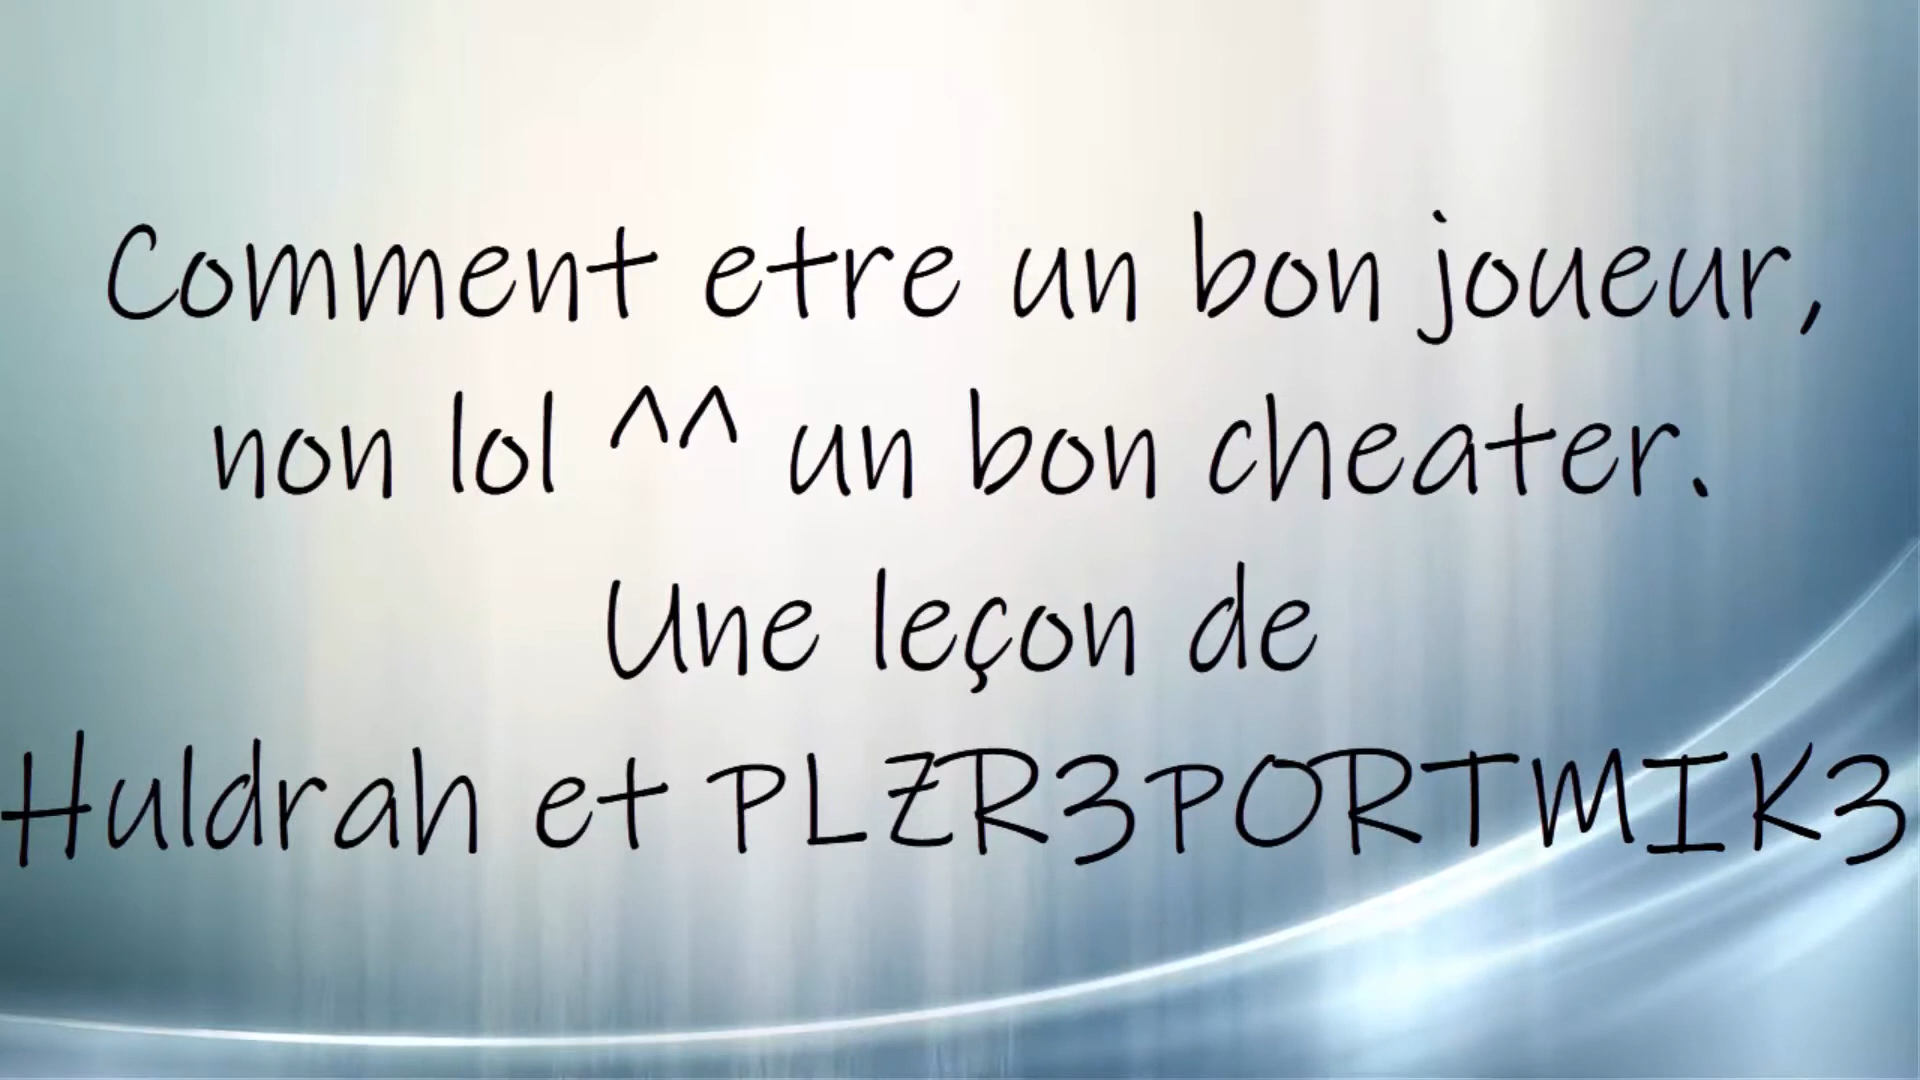 Comment etre un bon joueur,
non lol ^^ un bon cheater.
Une leçon de
Huldrah et PLZR3PORTMIK3